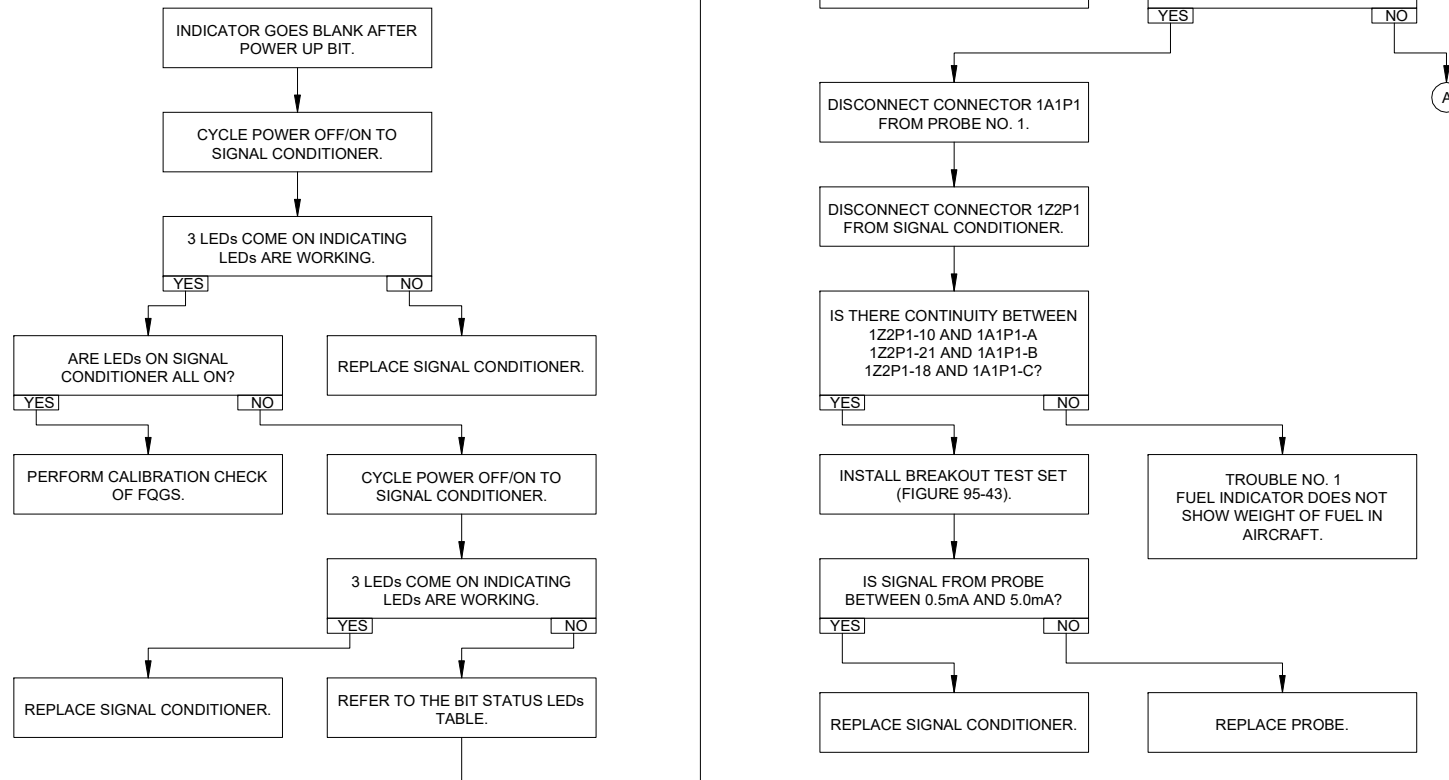 INDICATOR GOES BLANK AFTER
POWER UP BIT.
CYCLE POWER OFF/ON TO
SIGNAL CONDITIONER.
3 LEDs COME ON INDICATING
LEDs ARE WORKING.
YES
NO
ARE LEDs ON SIGNAL
CONDITIONER ALL ON?
REPLACE SIGNAL CONDITIONER.
YES
NO
PERFORM CALIBRATION CHECK
OF FQGS.
CYCLE POWER OFF/ON TO
SIGNAL CONDITIONER.
3 LEDs COME ON INDICATING
LEDs ARE WORKING.
YES
NO
REPLACE SIGNAL CONDITIONER.
REFER TO THE BIT STATUS LEDs
TABLE.
YES
NO
A
DISCONNECT CONNECTOR 1A1P1
FROM PROBE NO. 1.
DISCONNECT CONNECTOR 1Z2P1
FROM SIGNAL CONDITIONER.
IS THERE CONTINUITY BETWEEN
1Z2P1-10 AND 1A1P1-A
1Z2P1-21 AND 1A1P1-B
1Z2P1-18 AND 1A1P1-C?
YES
NO
INSTALL BREAKOUT TEST SET
(FIGURE 95-43).
TROUBLE NO. 1
FUEL INDICATOR DOES NOT
SHOW WEIGHT OF FUEL IN
AIRCRAFT.
IS SIGNAL FROM PROBE
BETWEEN 0.5mA AND 5.0mA?
YES
NO
REPLACE SIGNAL CONDITIONER.
REPLACE PROBE.